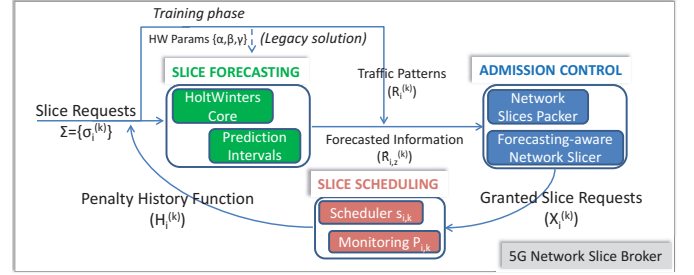 Training phase
HW Params {α,β,γ} (Legacy solution)
SLICE FORECASTING
HoltWinters
Core
Prediction
Intervals
Slice Requests
Σ={σᵢ⁽ᵏ⁾}
Traffic Patterns
(Rᵢ⁽ᵏ⁾)
Forecasted Information
(R̂ᵢ,z⁽ᵏ⁾)
ADMISSION CONTROL
Network
Slices Packer
Forecasting-aware
Network Slicer
SLICE SCHEDULING
Scheduler sᵢ,ₖ
Monitoring Pᵢ,ₖ
Penalty History Function
(Hᵢ⁽ᵏ⁾)
Granted Slice Requests
(Xᵢ⁽ᵏ⁾)
5G Network Slice Broker